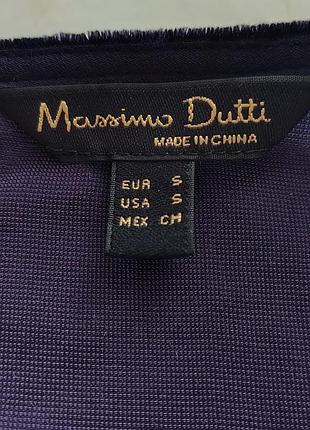 Massimo Dutti
MADE IN CHINA
EUR S
USA S
MEX CH